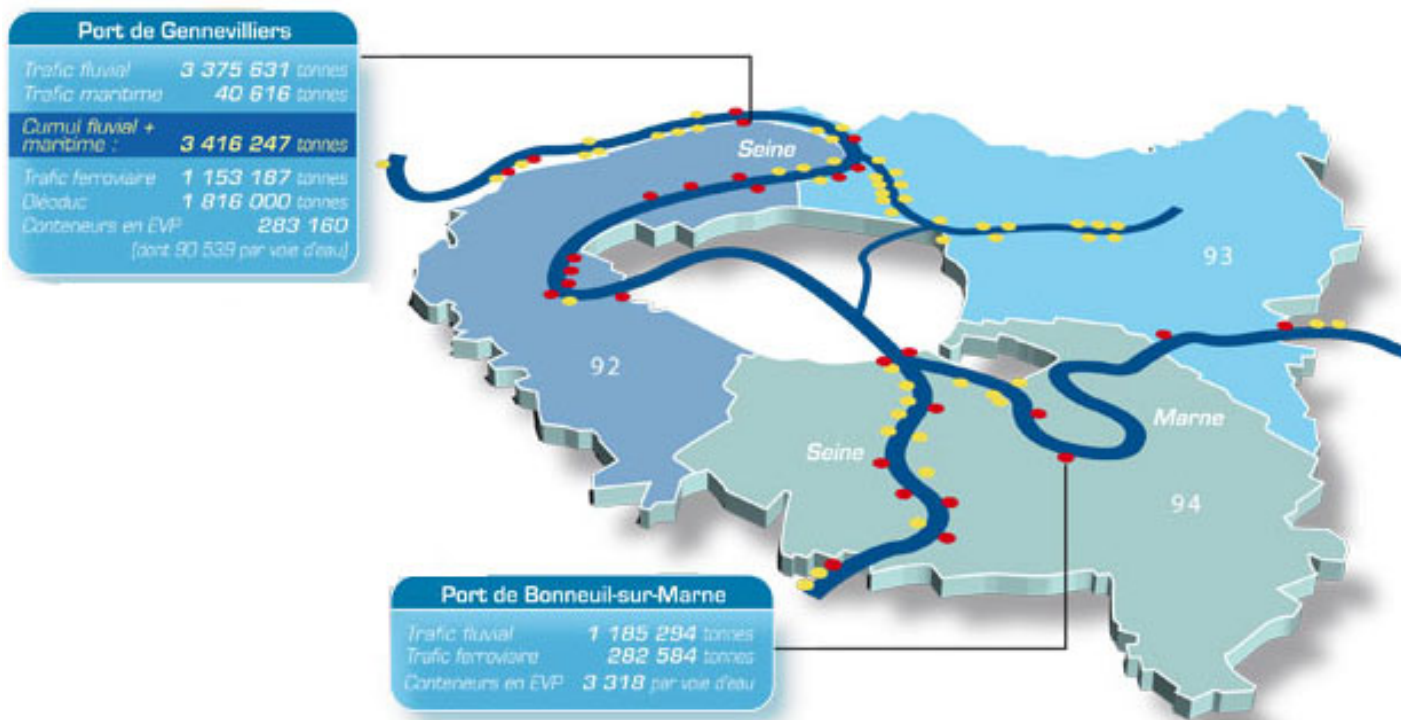 Port de Gennevilliers
Trafic fluvial 3 375 631 tonnes
Trafic maritime 40 616 tonnes
Cumul fluvial +
maritime : 3 416 247 tonnes
Trafic ferroviaire 1 153 187 tonnes
Oléoduc 1 816 000 tonnes
Conteneurs en EVP 283 160
(dont 90 539 par voie d'eau)
Seine
93
92
Marne
Seine
94
Port de Bonneuil-sur-Marne
Trafic fluvial 1 185 294 tonnes
Trafic ferroviaire 282 584 tonnes
Conteneurs en EVP 3 318 par voie d'eau